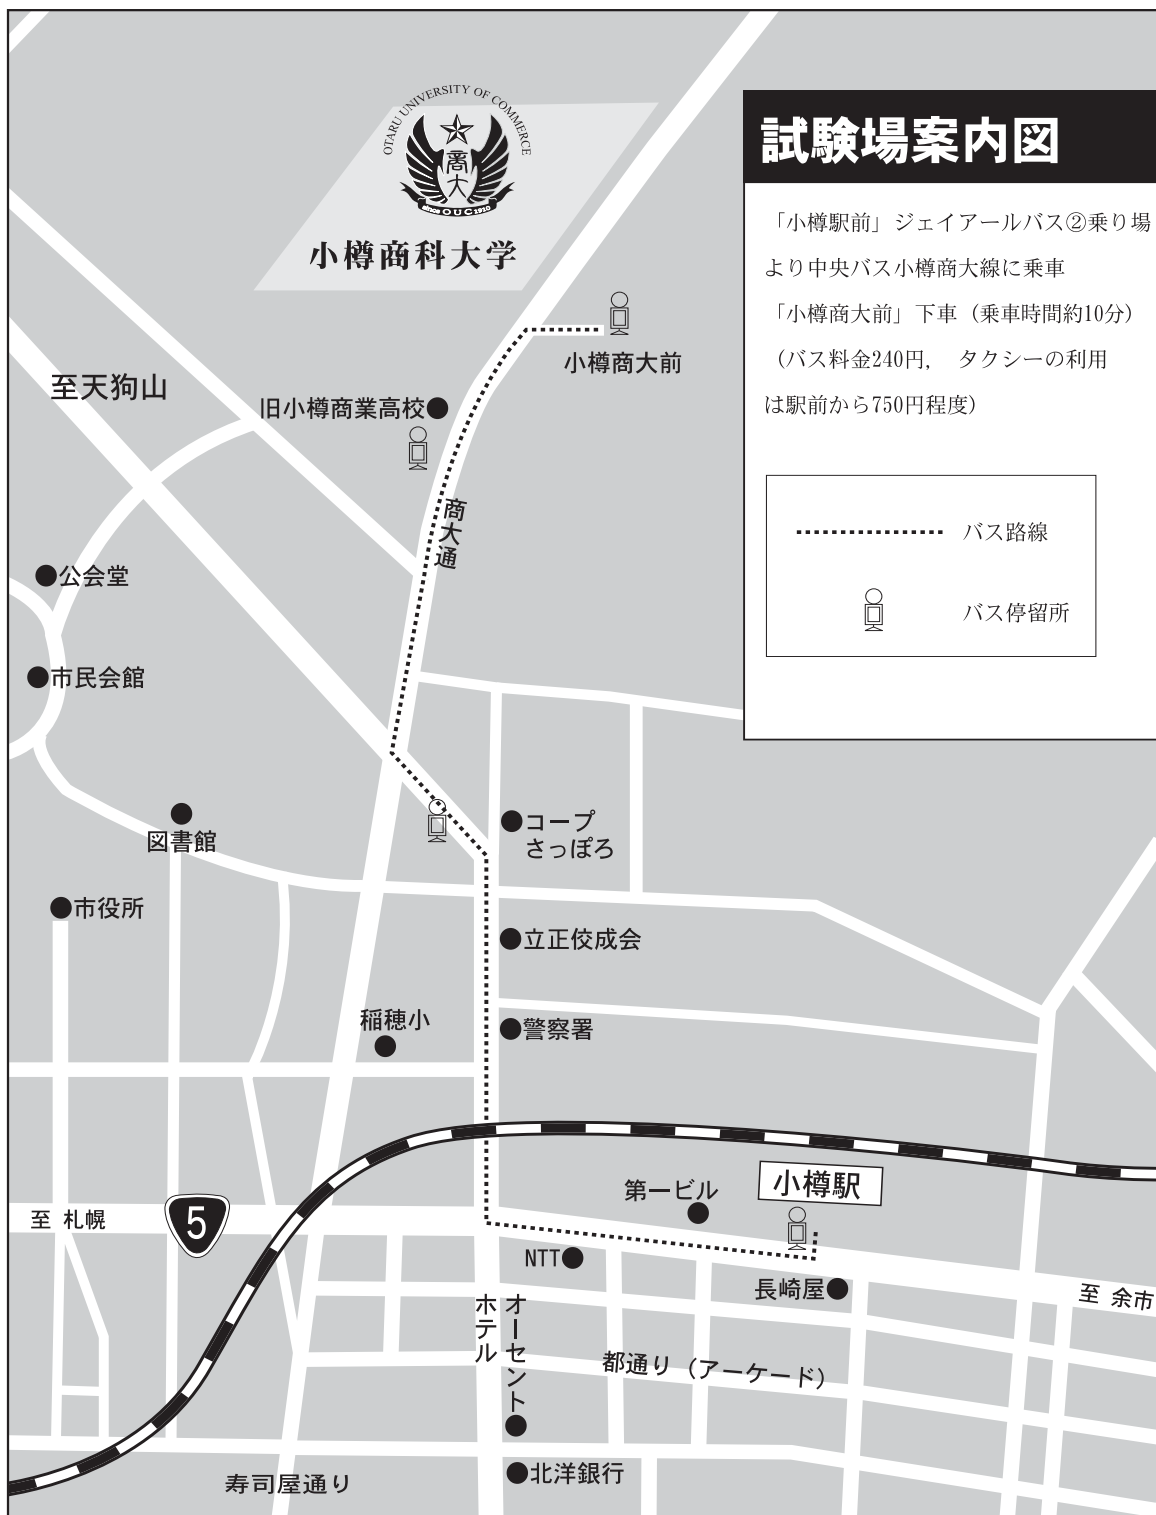 OTARU UNIVERSITY OF COMMERCE
商大
since OUC 1910
小樽商科大学
試験場案内図
「小樽駅前」ジェイアールバス②乗り場
より中央バス小樽商大線に乗車
「小樽商大前」下車（乗車時間約10分）
（バス料金240円,　タクシーの利用
は駅前から750円程度）
バス路線
バス停留所
小樽商大前
至天狗山
旧小樽商業高校
商大通
公会堂
市民会館
図書館
コープ
さっぽろ
市役所
立正佼成会
稲穂小
警察署
至 札幌
5
第一ビル
小樽駅
NTT
長崎屋
至 余市
オーセント
ホテル
都通り（アーケード）
北洋銀行
寿司屋通り